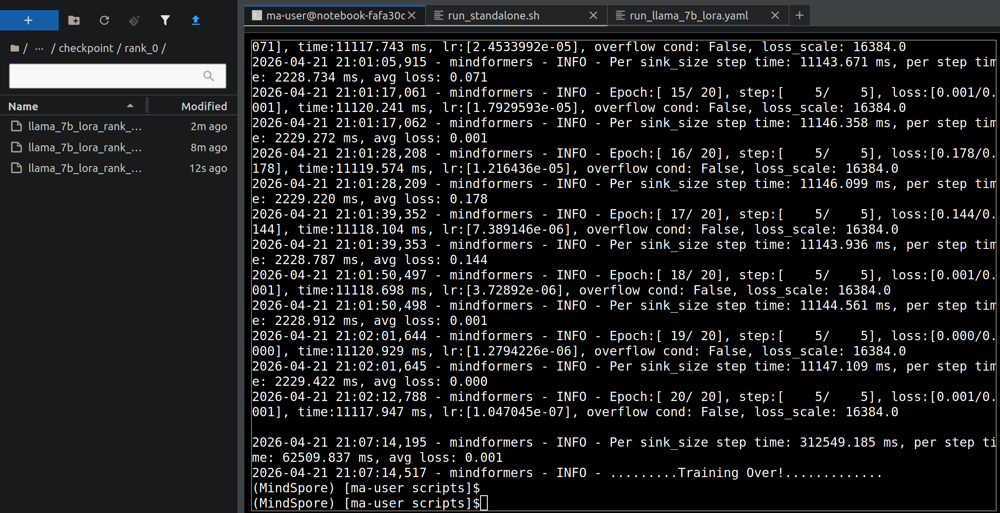 / ... / checkpoint / rank_0 /
Name Modified
llama_7b_lora_rank_... 2m ago
llama_7b_lora_rank_... 8m ago
llama_7b_lora_rank_... 12s ago
ma-user@notebook-fafa30c
run_standalone.sh
run_llama_7b_lora.yaml
071], time:11117.743 ms, lr:[2.4533992e-05], overflow cond: False, loss_scale: 16384.0
2026-04-21 21:01:05,915 - mindformers - INFO - Per sink_size step time: 11143.671 ms, per step tim
e: 2228.734 ms, avg loss: 0.071
2026-04-21 21:01:17,061 - mindformers - INFO - Epoch:[ 15/ 20], step:[    5/    5], loss:[0.001/0.
001], time:11120.241 ms, lr:[1.7929593e-05], overflow cond: False, loss_scale: 16384.0
2026-04-21 21:01:17,062 - mindformers - INFO - Per sink_size step time: 11146.358 ms, per step tim
e: 2229.272 ms, avg loss: 0.001
2026-04-21 21:01:28,208 - mindformers - INFO - Epoch:[ 16/ 20], step:[    5/    5], loss:[0.178/0.
178], time:11119.574 ms, lr:[1.216436e-05], overflow cond: False, loss_scale: 16384.0
2026-04-21 21:01:28,209 - mindformers - INFO - Per sink_size step time: 11146.099 ms, per step tim
e: 2229.220 ms, avg loss: 0.178
2026-04-21 21:01:39,352 - mindformers - INFO - Epoch:[ 17/ 20], step:[    5/    5], loss:[0.144/0.
144], time:11118.104 ms, lr:[7.389146e-06], overflow cond: False, loss_scale: 16384.0
2026-04-21 21:01:39,353 - mindformers - INFO - Per sink_size step time: 11143.936 ms, per step tim
e: 2228.787 ms, avg loss: 0.144
2026-04-21 21:01:50,497 - mindformers - INFO - Epoch:[ 18/ 20], step:[    5/    5], loss:[0.001/0.
001], time:11118.698 ms, lr:[3.72892e-06], overflow cond: False, loss_scale: 16384.0
2026-04-21 21:01:50,498 - mindformers - INFO - Per sink_size step time: 11144.561 ms, per step tim
e: 2228.912 ms, avg loss: 0.001
2026-04-21 21:02:01,644 - mindformers - INFO - Epoch:[ 19/ 20], step:[    5/    5], loss:[0.000/0.
000], time:11120.929 ms, lr:[1.2794226e-06], overflow cond: False, loss_scale: 16384.0
2026-04-21 21:02:01,645 - mindformers - INFO - Per sink_size step time: 11147.109 ms, per step tim
e: 2229.422 ms, avg loss: 0.000
2026-04-21 21:02:12,788 - mindformers - INFO - Epoch:[ 20/ 20], step:[    5/    5], loss:[0.001/0.
001], time:11117.947 ms, lr:[1.047045e-07], overflow cond: False, loss_scale: 16384.0
2026-04-21 21:07:14,195 - mindformers - INFO - Per sink_size step time: 312549.185 ms, per step ti
me: 62509.837 ms, avg loss: 0.001
2026-04-21 21:07:14,517 - mindformers - INFO - .........Training Over!.............
(MindSpore) [ma-user scripts]$
(MindSpore) [ma-user scripts]$